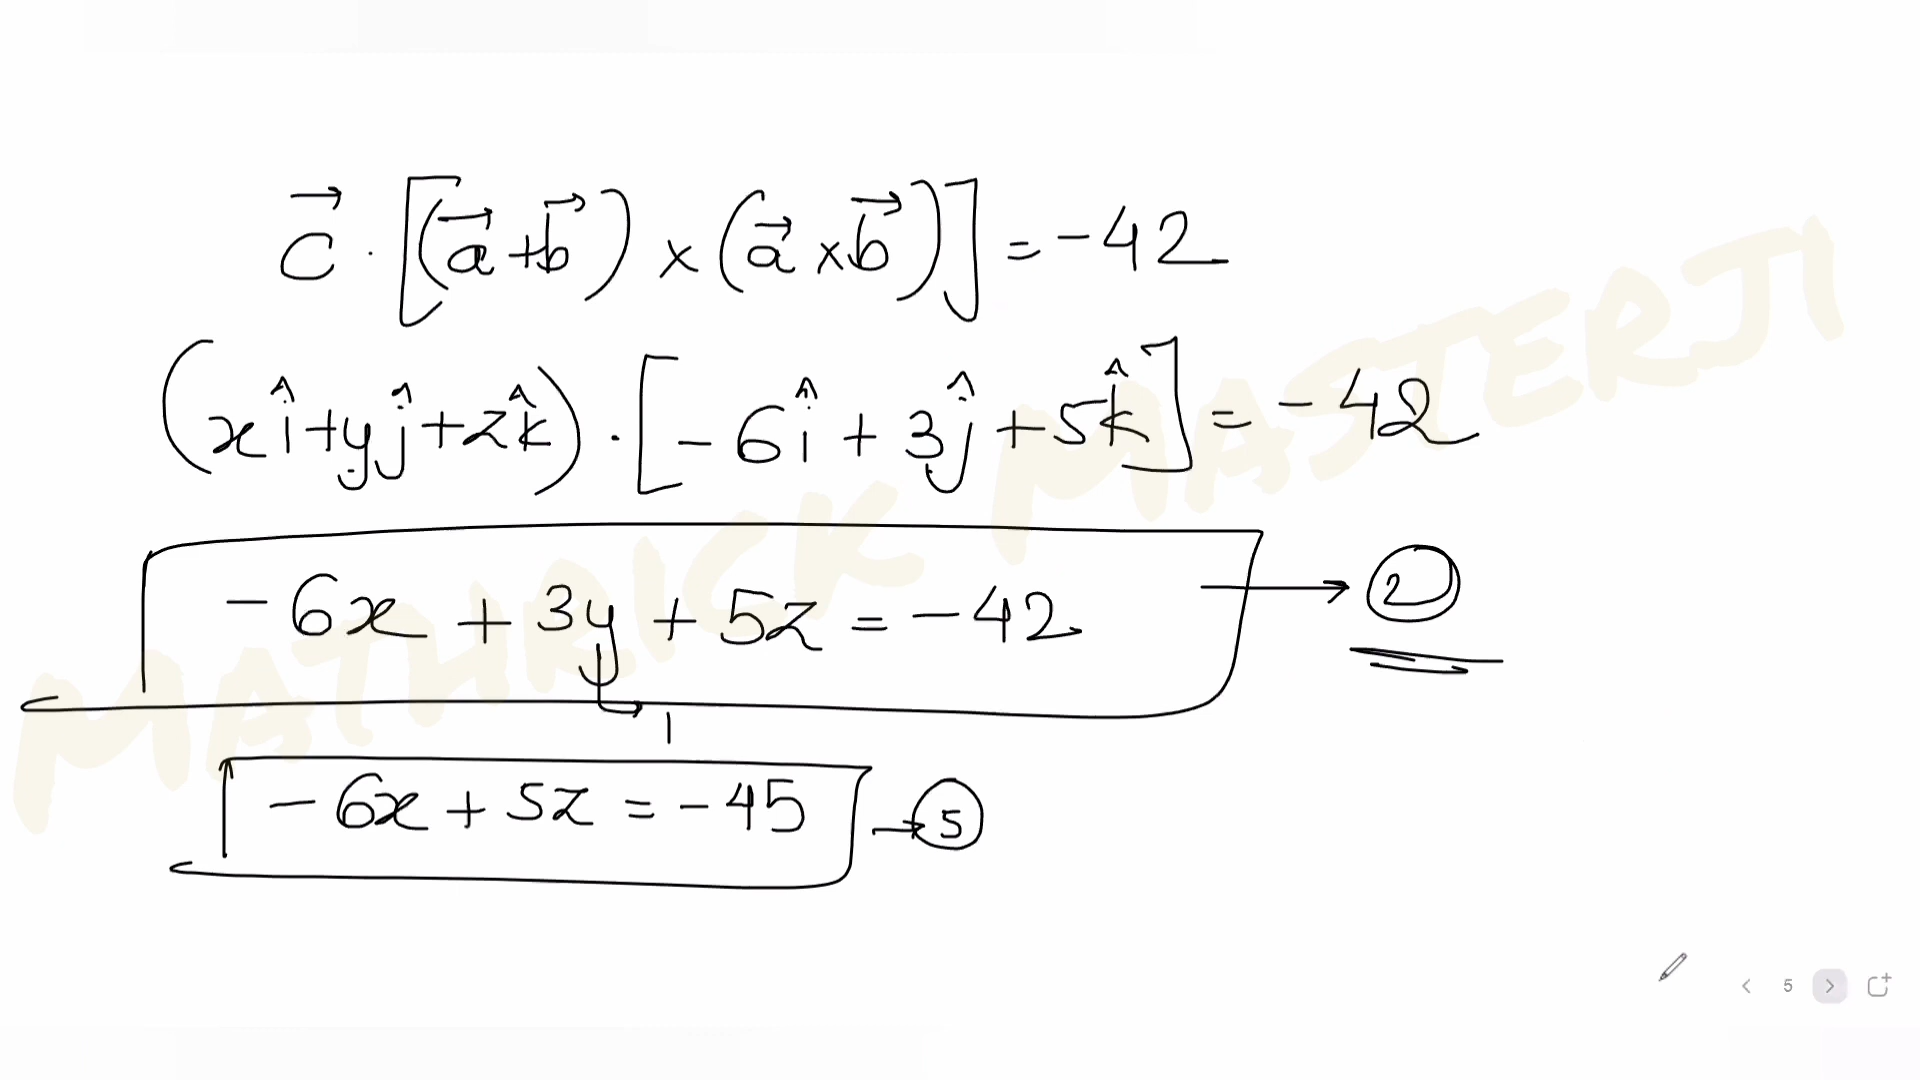 c⃗ · [(a⃗ + b⃗) × (a⃗ × b⃗)] = -42
(xî + yĵ + zk̂) · [-6î + 3ĵ + 5k̂] = -42
-6x + 3y + 5z = -42 → ②
1
-6x + 5z = -45 → ⑤
MATHRICK MASTERJI
5